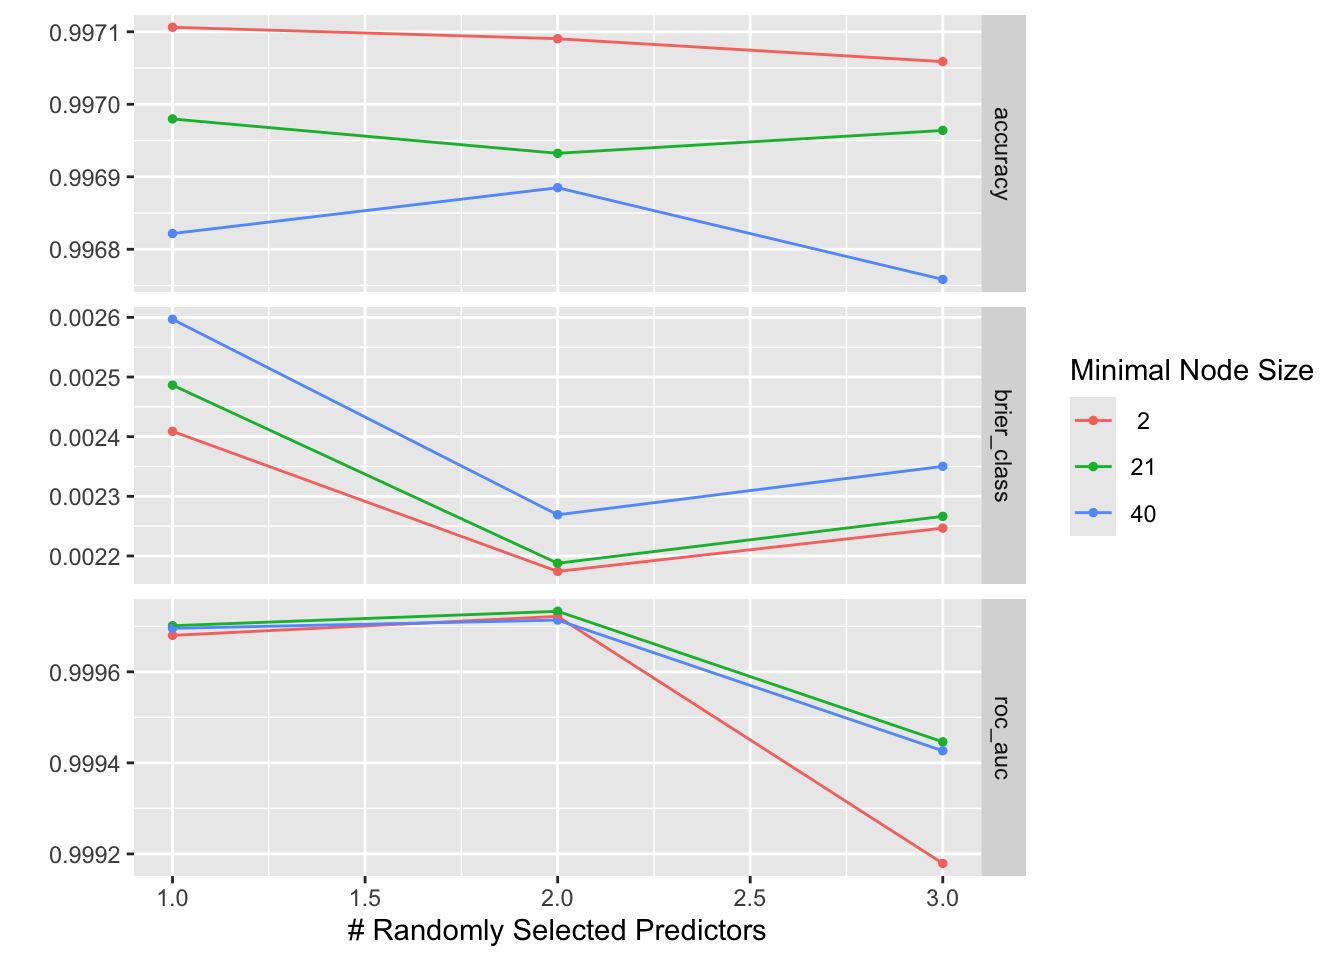 0.9971
0.9970
0.9969
0.9968
accuracy
0.0026
0.0025
0.0024
0.0023
0.0022
brier_class
0.9996
0.9994
0.9992
roc_auc
1.0 1.5 2.0 2.5 3.0
# Randomly Selected Predictors
Minimal Node Size
2
21
40